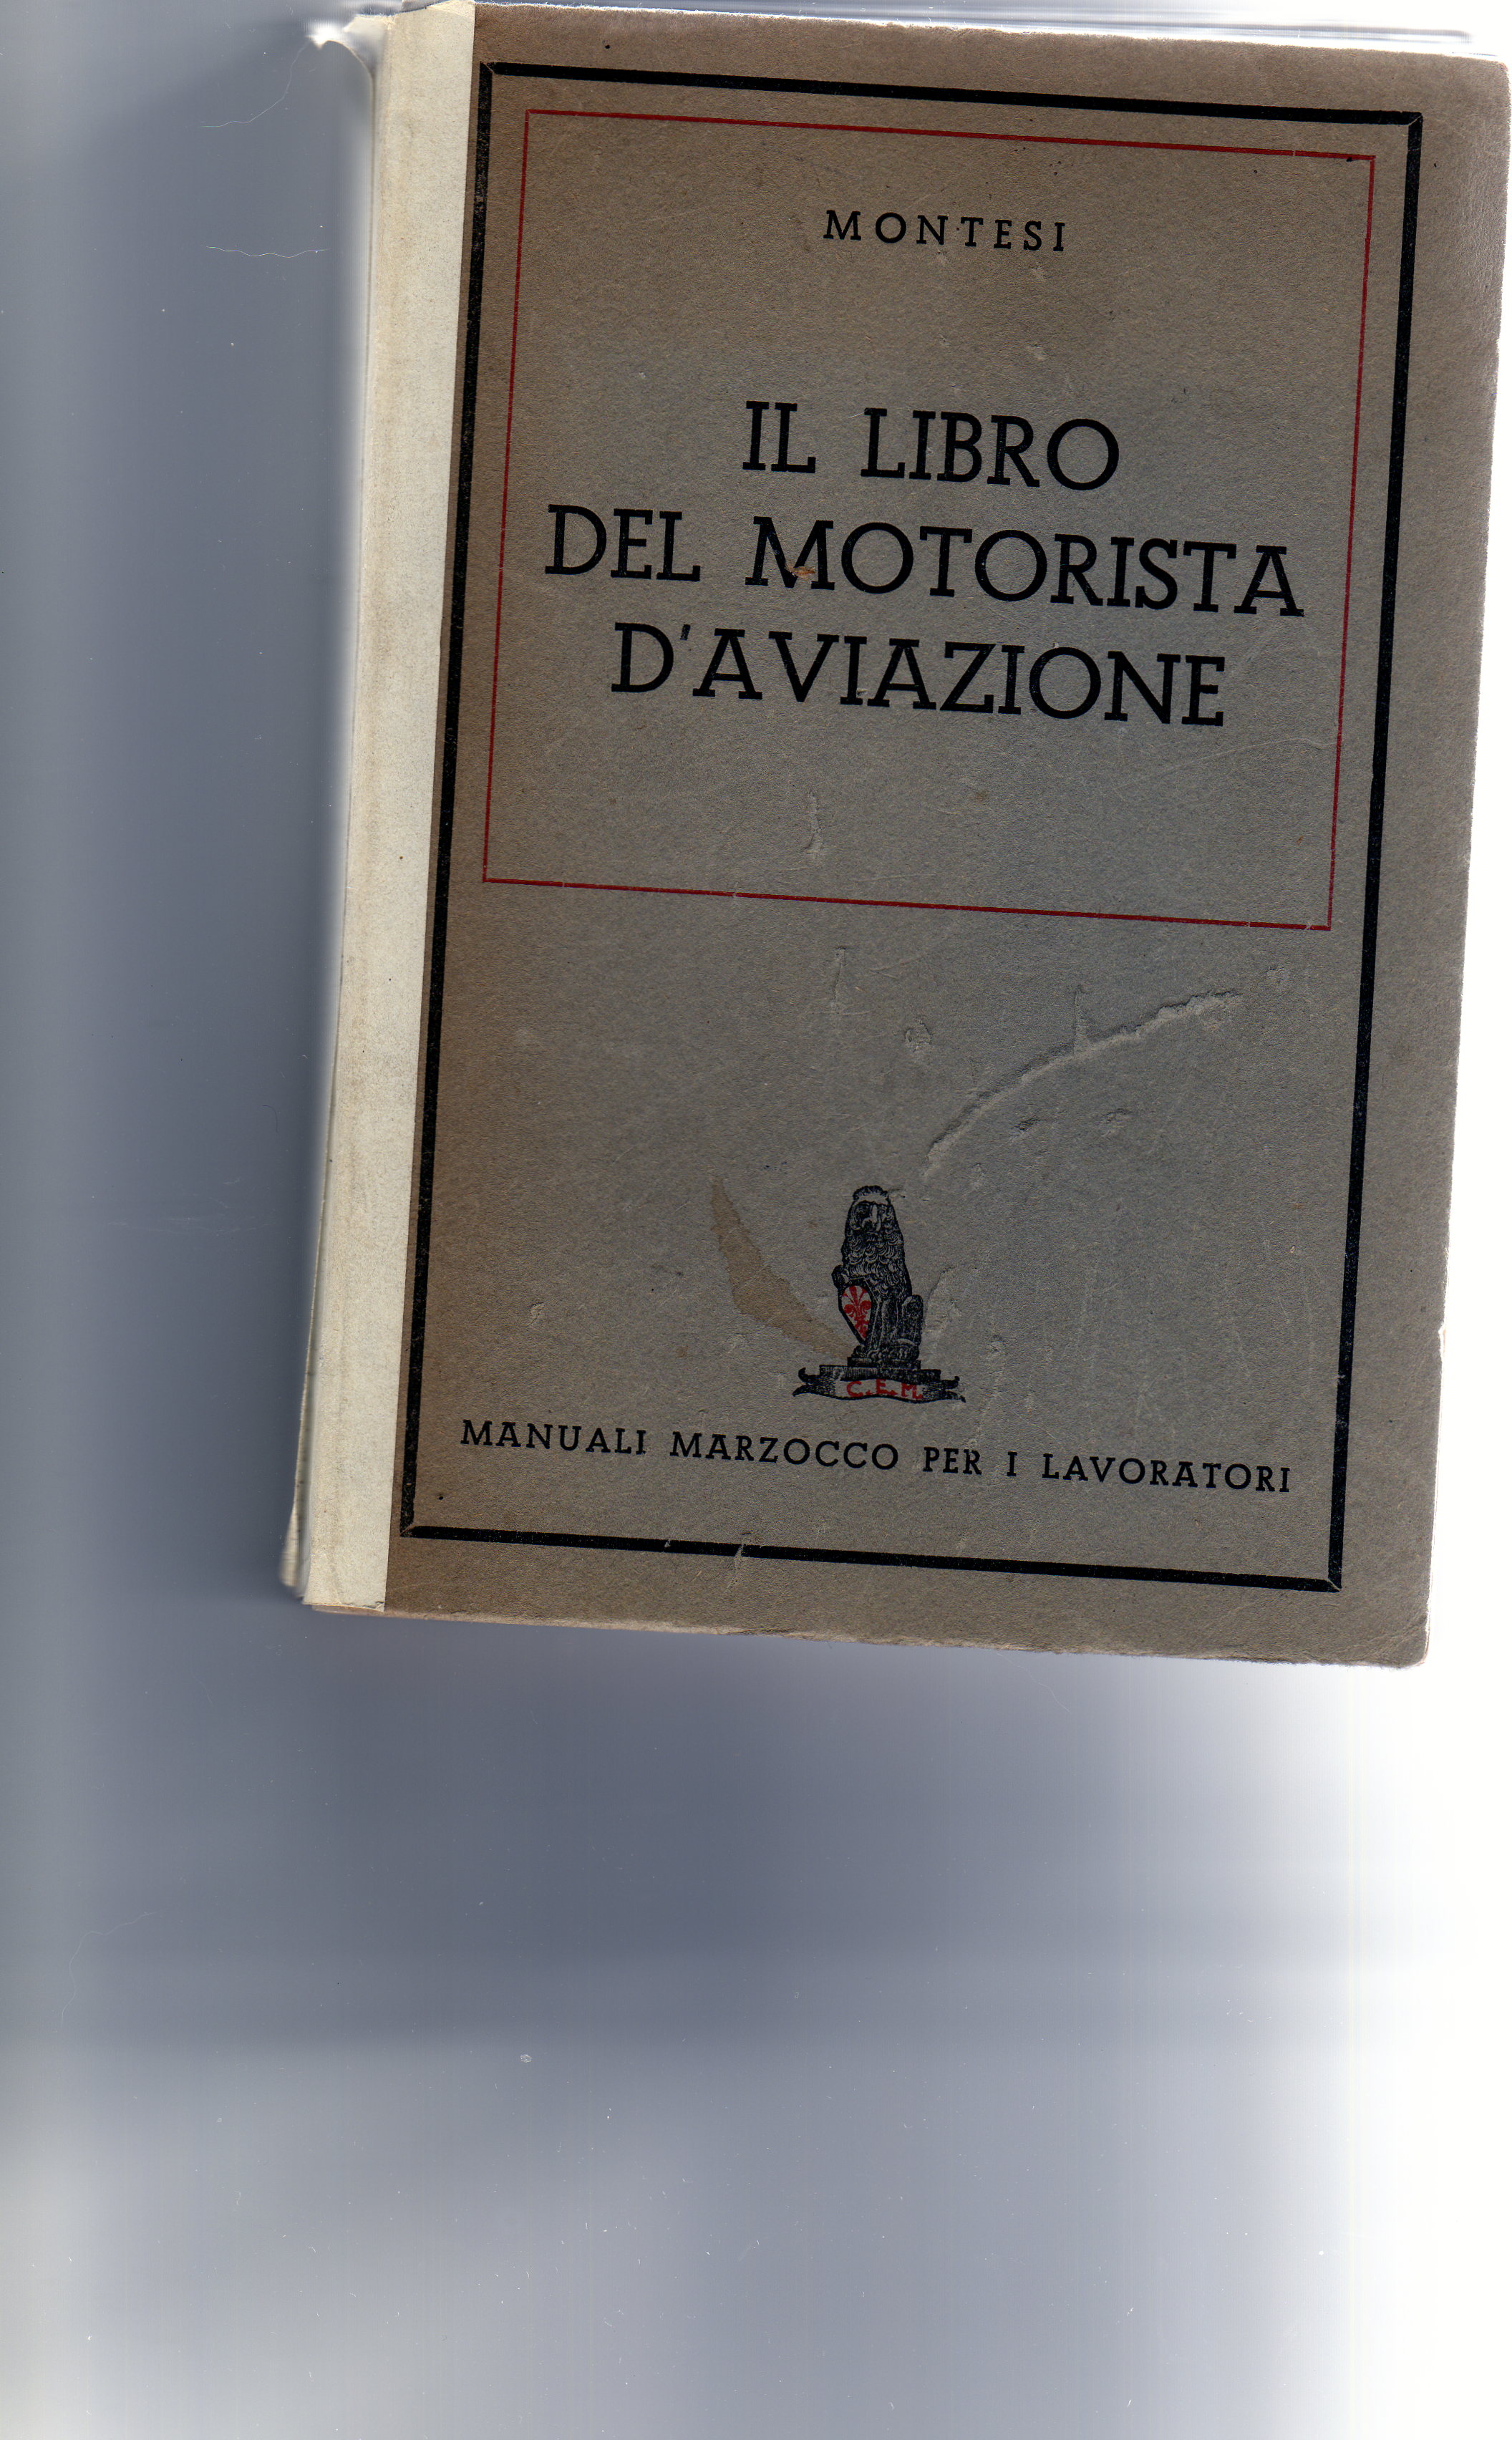 MONTESI
IL LIBRO
DEL MOTORISTA
D'AVIAZIONE
C.E.M.
MANUALI MARZOCCO PER I LAVORATORI